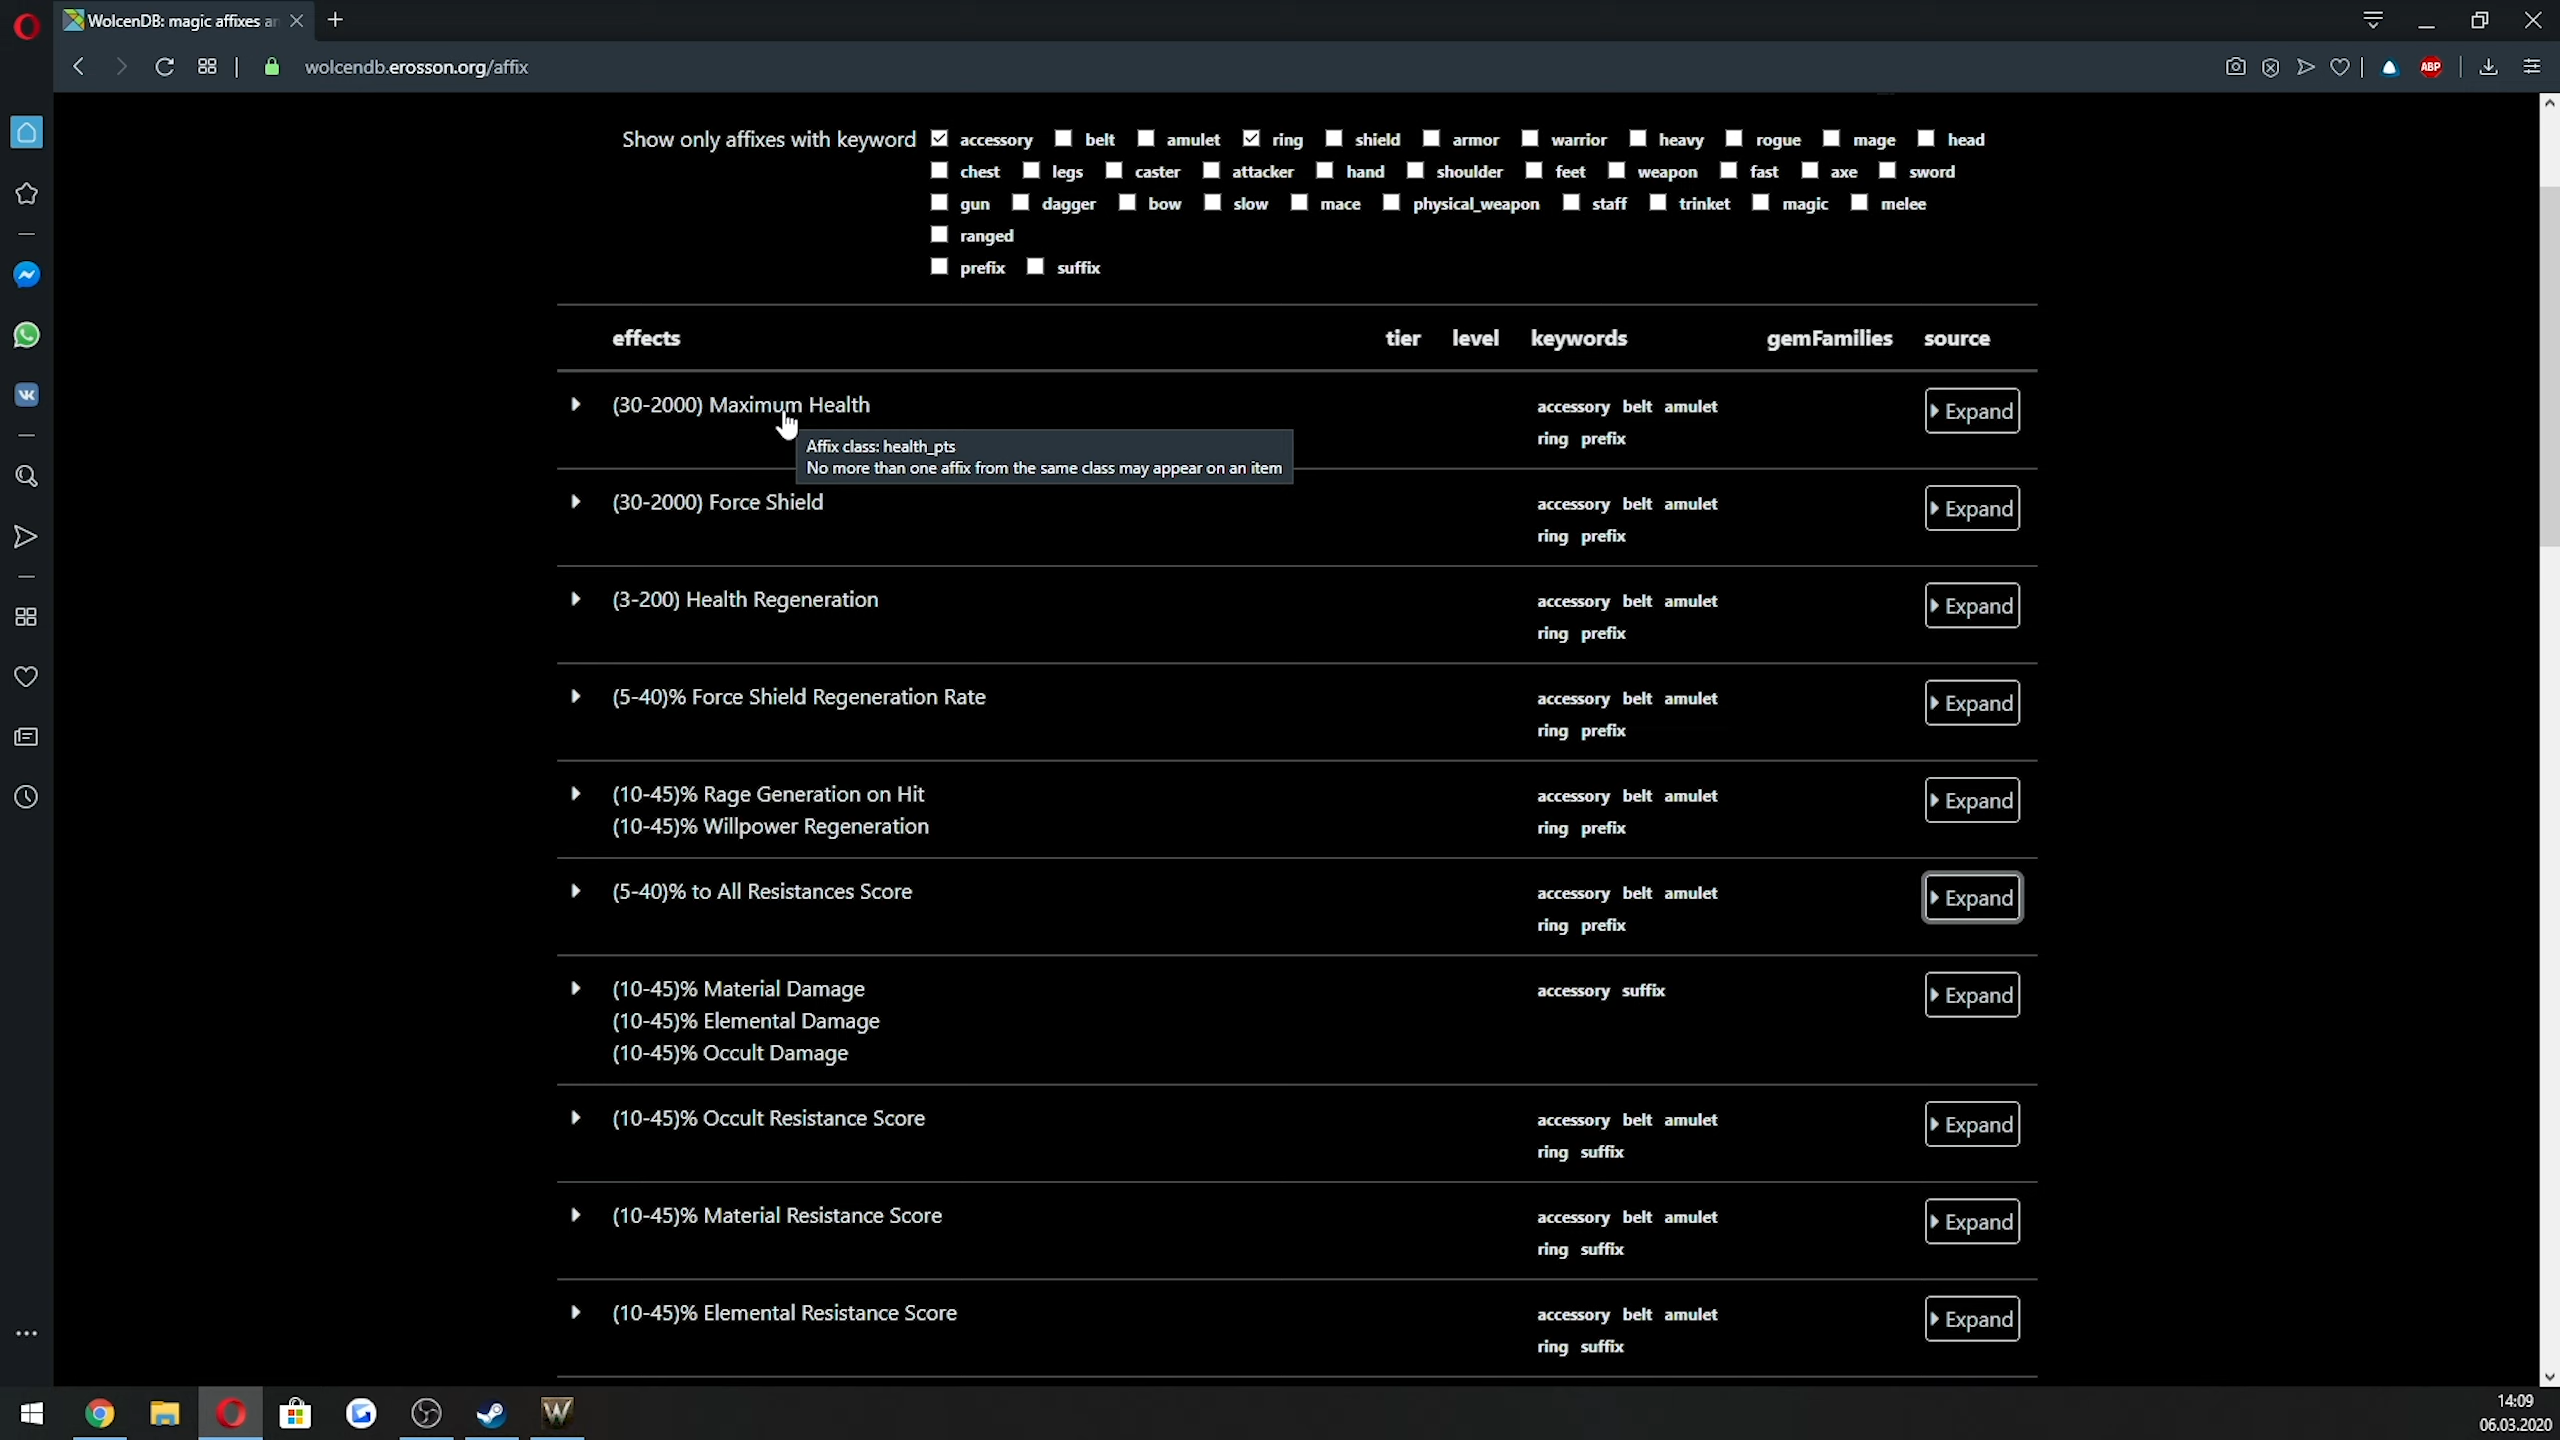 WolcenDB: magic affixes an
wolcendb.erosson.org/affix
ABP
Show only affixes with keyword accessory belt amulet ring shield armor warrior heavy rogue mage head
chest legs caster attacker hand shoulder feet weapon fast axe sword
gun dagger bow slow mace physical_weapon staff trinket magic melee
ranged
prefix suffix
effects tier level keywords gemFamilies source
(30-2000) Maximum Health accessory belt amulet Expand
ring prefix
Affix class: health_pts
No more than one affix from the same class may appear on an item
(30-2000) Force Shield accessory belt amulet Expand
ring prefix
(3-200) Health Regeneration accessory belt amulet Expand
ring prefix
(5-40)% Force Shield Regeneration Rate accessory belt amulet Expand
ring prefix
(10-45)% Rage Generation on Hit accessory belt amulet Expand
(10-45)% Willpower Regeneration ring prefix
(5-40)% to All Resistances Score accessory belt amulet Expand
ring prefix
(10-45)% Material Damage accessory suffix Expand
(10-45)% Elemental Damage
(10-45)% Occult Damage
(10-45)% Occult Resistance Score accessory belt amulet Expand
ring suffix
(10-45)% Material Resistance Score accessory belt amulet Expand
ring suffix
(10-45)% Elemental Resistance Score accessory belt amulet Expand
ring suffix
14:09
06.03.2020